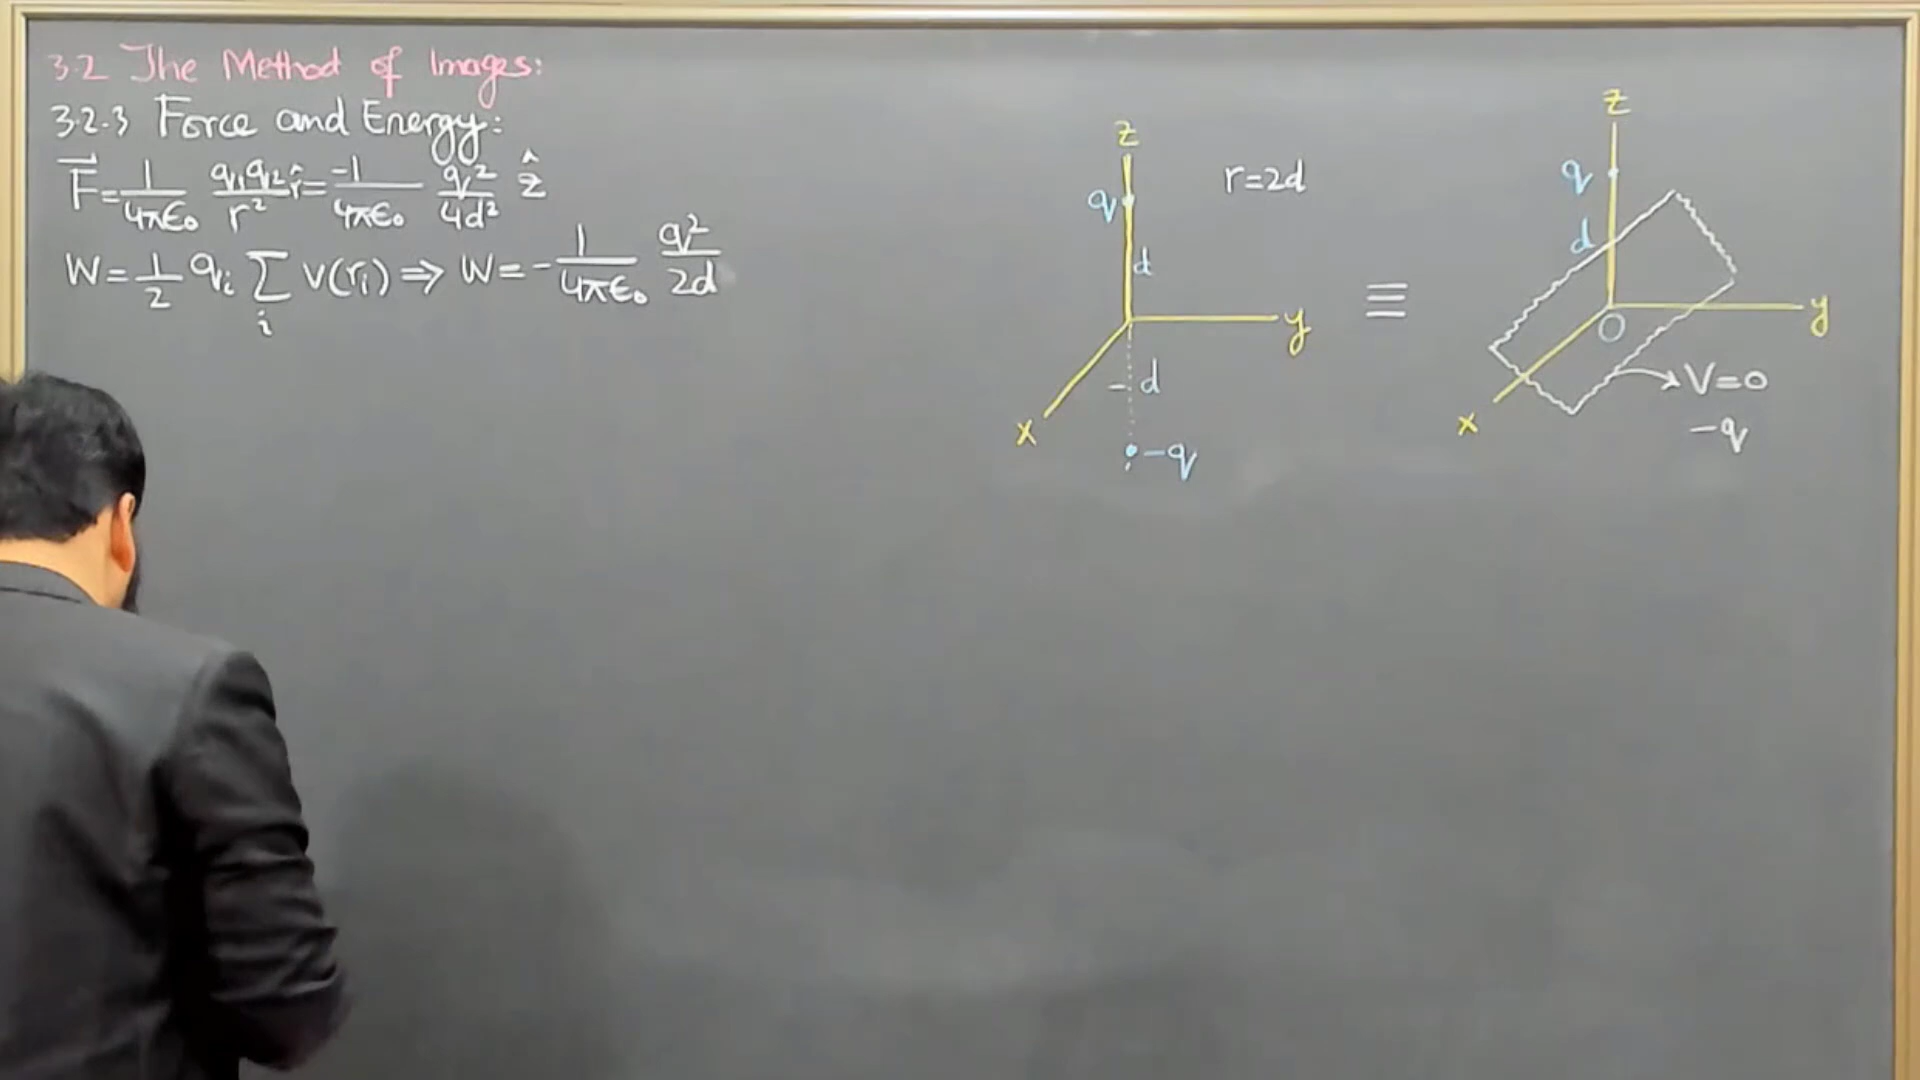 3.2 The Method of Images:
3.2.3 Force and Energy:
F⃗ = 1/4πϵ₀ q₁q₂/r² r̂ = -1/4πϵ₀ q²/4d² ẑ
W = 1/2 qᵢ ∑ᵢ V(rᵢ) ⇒ W = - 1/4πϵ₀ q²/2d
z
q
r=2d
d
y
- d
x
-q
≡
z
q
d
y
O
V=0
x
-q